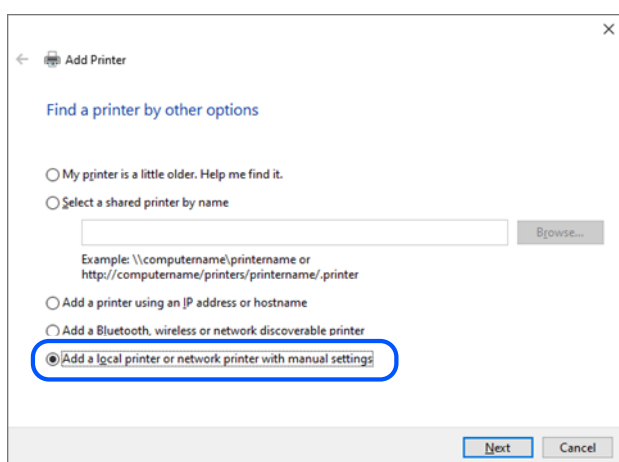 Add Printer
Find a printer by other options
My printer is a little older. Help me find it.
Select a shared printer by name
Browse...
Example: \\computername\printername or
http://computername/printers/printername/.printer
Add a printer using an IP address or hostname
Add a Bluetooth, wireless or network discoverable printer
Add a local printer or network printer with manual settings
Next Cancel